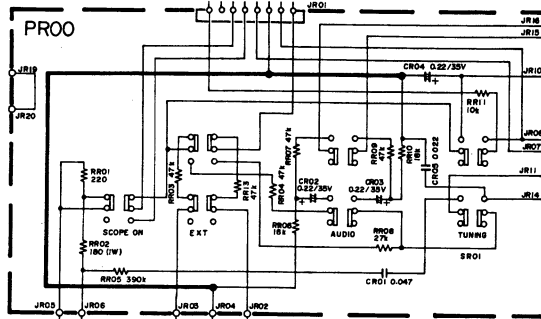 PR00
JR01
JR16
JR15
CR04 0.22/35V
JR10
JR19
RR11
10k
JR20
JR08
JR07
RR01
220
RR03 47k
RR13
47k
RR04 47k
RR07 47k
RR09
47k
RR10
18k
CR05 0.022
CR02
0.22/35V
CR03
0.22/35V
JR11
JR14
SCOPE ON
EXT
RR06
18k
AUDIO
RR08
27k
TUNING
SR01
RR02
180 (1W)
RR05 390k
CR01 0.047
JR05
JR06
JR03
JR04
JR02